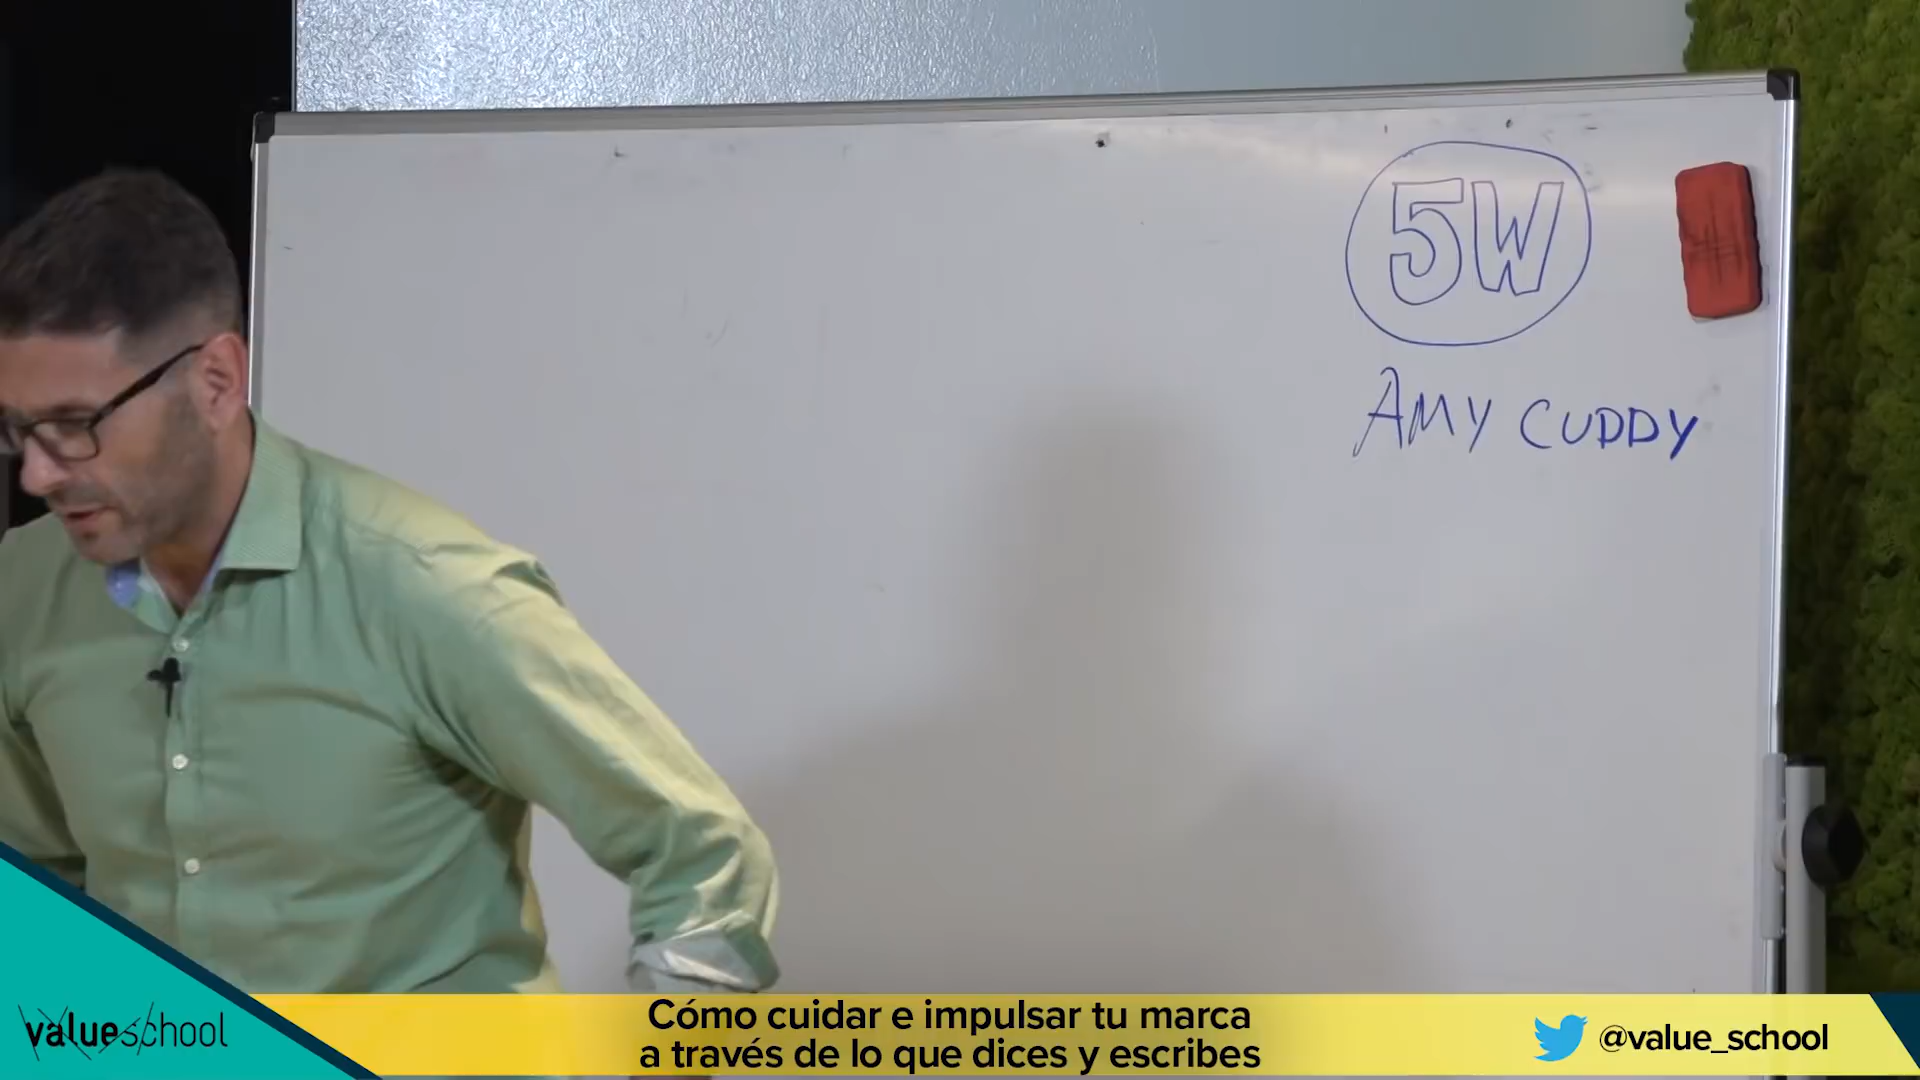 5W
AMY CUDDY
valueschool
Cómo cuidar e impulsar tu marca
a través de lo que dices y escribes
@value_school